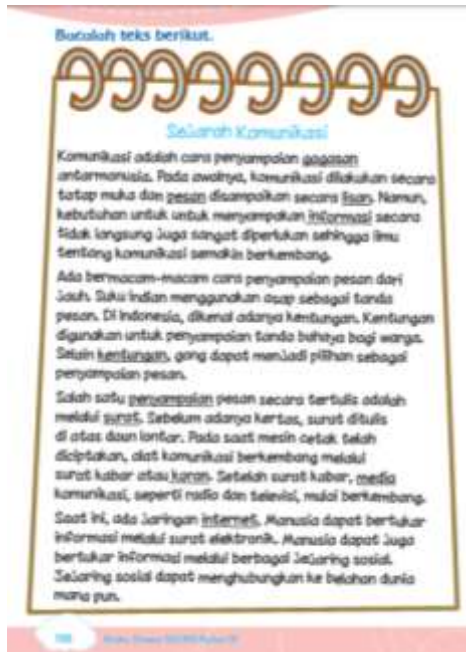 Bacalah teks berikut.
Sejarah Komunikasi
Komunikasi adalah cara penyampaian gagasan
antarmanusia. Pada awalnya, komunikasi dilakukan secara
tatap muka dan pesan disampaikan secara lisan. Namun,
kebutuhan untuk untuk menyampaikan informasi secara
tidak langsung juga sangat diperlukan sehingga ilmu
tentang komunikasi semakin berkembang.
Ada bermacam-macam cara penyampaian pesan dari
jauh. Suku Indian menggunakan asap sebagai tanda
pesan. Di Indonesia, dikenal adanya kentungan. Kentungan
digunakan untuk penyampaian tanda bahaya bagi warga.
Selain kentungan, gong dapat menjadi pilihan sebagai
penyampaian pesan.
Salah satu penyampaian pesan secara tertulis adalah
melalui surat. Sebelum adanya kertas, surat ditulis
di atas daun lontar. Pada saat mesin cetak telah
diciptakan, alat komunikasi berkembang melalui
surat kabar atau koran. Setelah surat kabar, media
komunikasi, seperti radio dan televisi, mulai berkembang.
Saat ini, ada jaringan internet. Manusia dapat bertukar
informasi melalui surat elektronik. Manusia dapat juga
bertukar informasi melalui berbagai jejaring sosial.
Jejaring sosial dapat menghubungkan ke belahan dunia
mana pun.
Buku Siswa